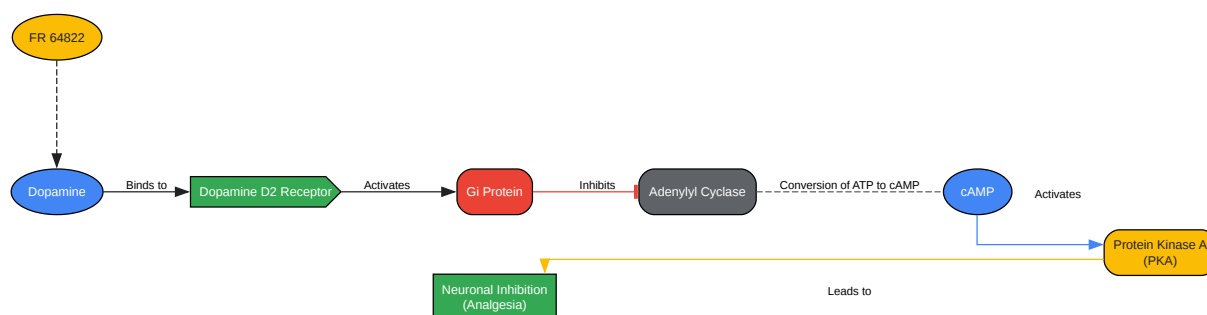 FR 64822
Dopamine
Binds to
Dopamine D2 Receptor
Activates
Gi Protein
Inhibits
Adenylyl Cyclase
Conversion of ATP to cAMP
cAMP
Activates
Protein Kinase A
(PKA)
Neuronal Inhibition
(Analgesia)
Leads to